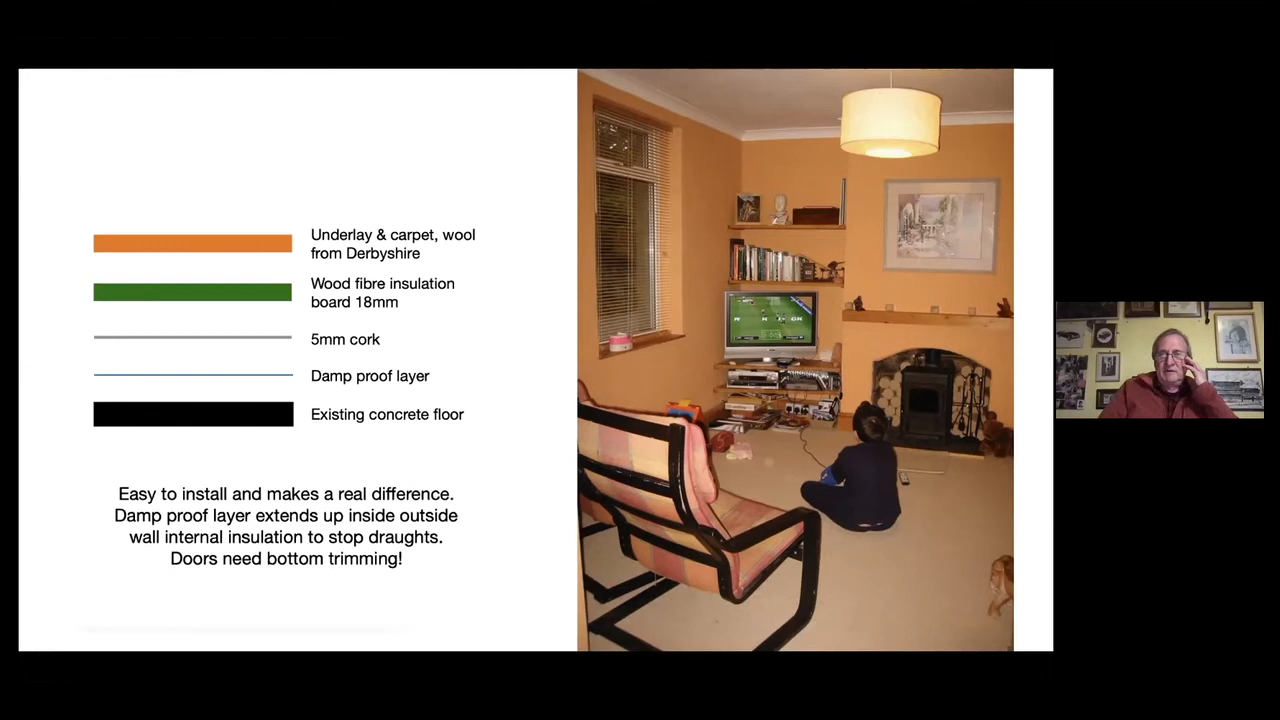 Underlay & carpet, wool
from Derbyshire
Wood fibre insulation
board 18mm
5mm cork
Damp proof layer
Existing concrete floor
Easy to install and makes a real difference.
Damp proof layer extends up inside outside
wall internal insulation to stop draughts.
Doors need bottom trimming!